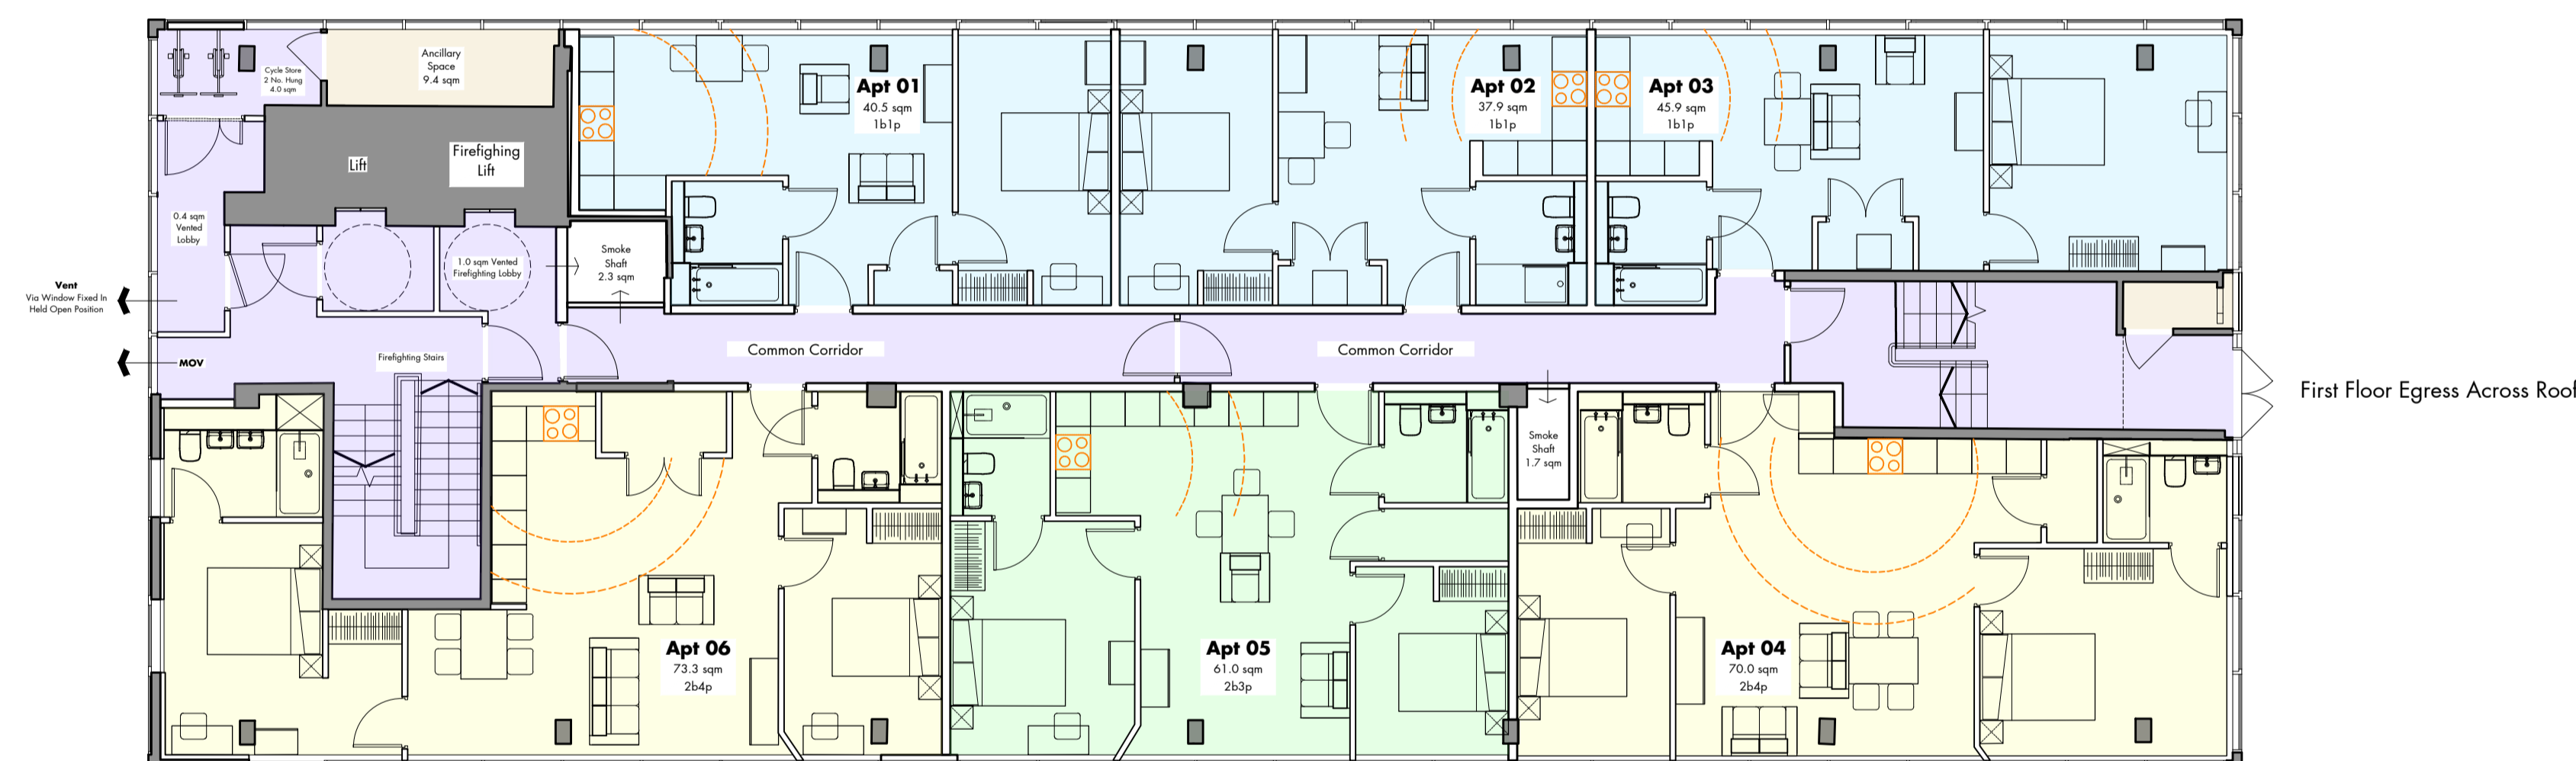 Ancillary
Space
9.4 sqm
Cycle Store
2 No. Hung
4.0 sqm
Apt 01
40.5 sqm
1b1p
Apt 02
37.9 sqm
1b1p
Apt 03
45.9 sqm
1b1p
Lift
Firefighing
Lift
0.4 sqm
Vented
Lobby
1.0 sqm Vented
Firefighting Lobby
Smoke
Shaft
2.3 sqm
Vent
Via Window Fixed In
Held Open Position
MOV
Firefighting Stairs
Common Corridor
Common Corridor
First Floor Egress Across Roof
Smoke
Shaft
1.7 sqm
Apt 06
73.3 sqm
2b4p
Apt 05
61.0 sqm
2b3p
Apt 04
70.0 sqm
2b4p